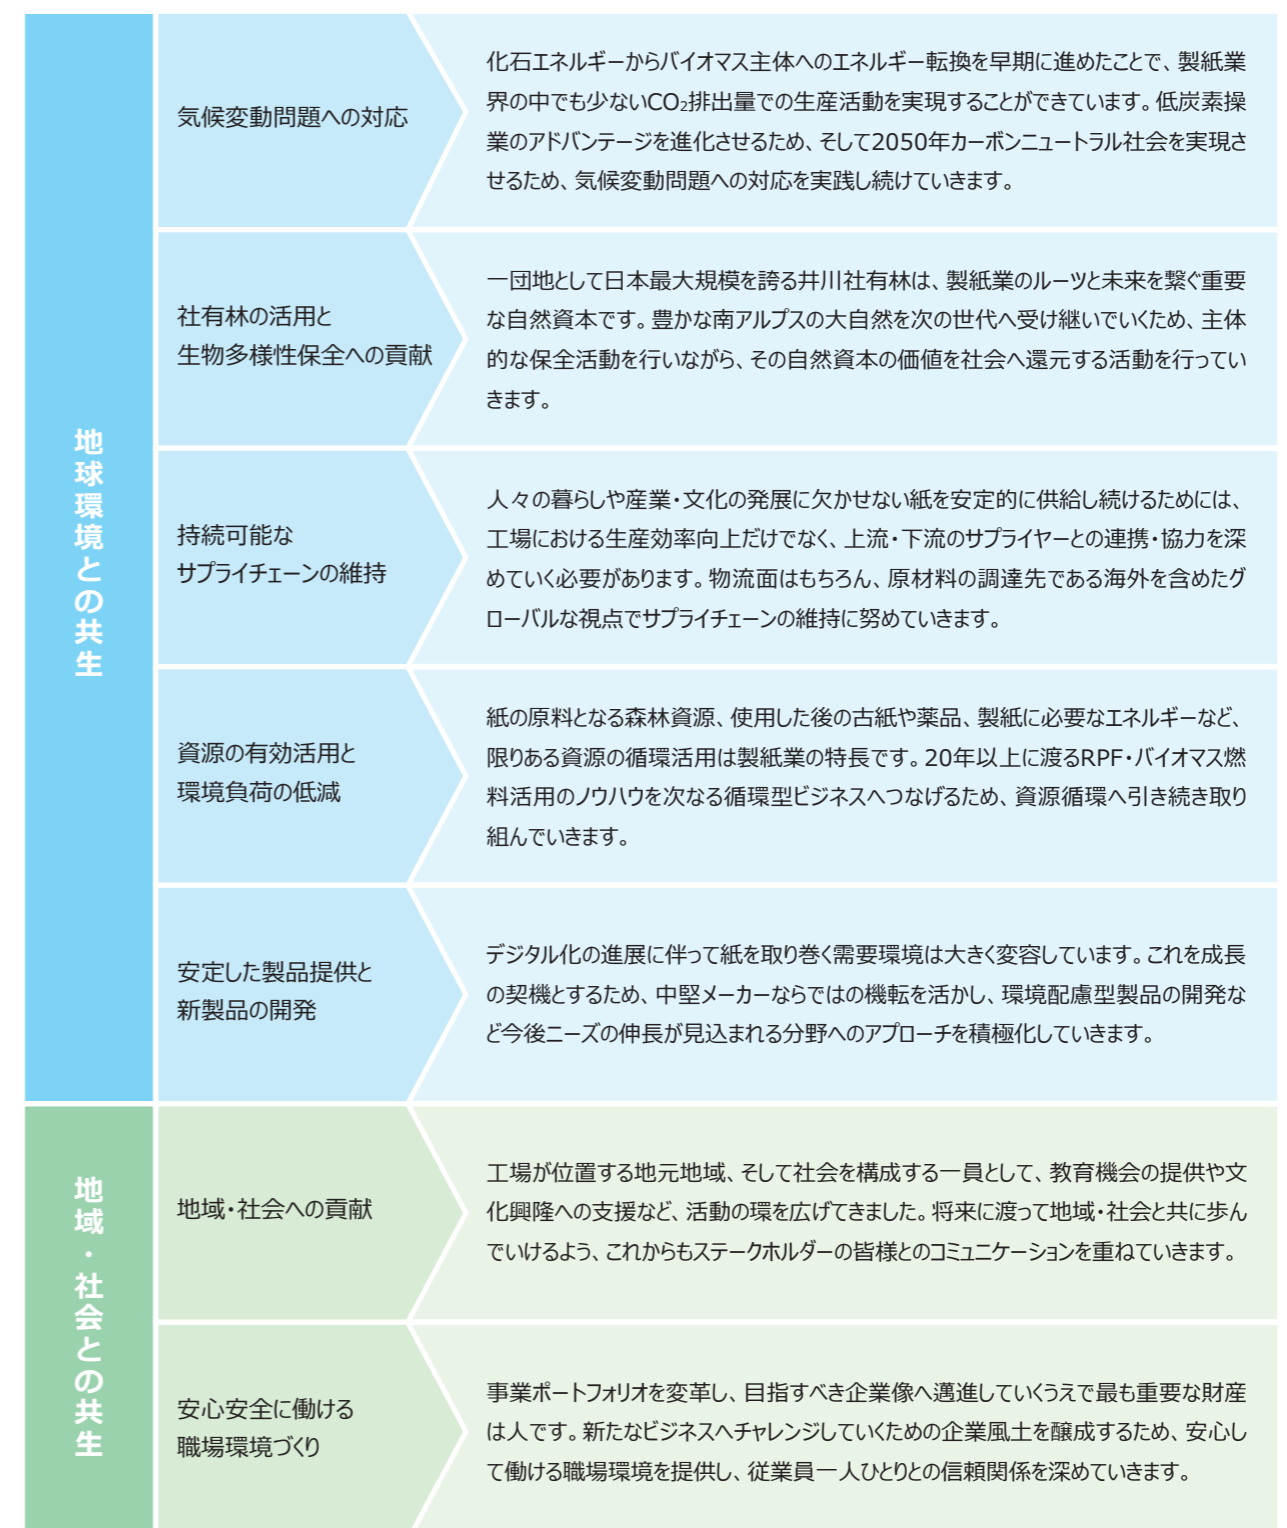 地球環境との共生
気候変動問題への対応
化石エネルギーからバイオマス主体へのエネルギー転換を早期に進めたことで、製紙業
界の中でも少ないCO₂排出量での生産活動を実現することができています。低炭素操
業のアドバンテージを進化させるため、そして2050年カーボンニュートラル社会を実現さ
せるため、気候変動問題への対応を実践し続けていきます。
社有林の活用と
生物多様性保全への貢献
一団地として日本最大規模を誇る井川社有林は、製紙業のルーツと未来を繋ぐ重要
な自然資本です。豊かな南アルプスの大自然を次の世代へ受け継いでいくため、主体
的な保全活動を行いながら、その自然資本の価値を社会へ還元する活動を行ってい
きます。
持続可能な
サプライチェーンの維持
人々の暮らしや産業・文化の発展に欠かせない紙を安定的に供給し続けるためには、
工場における生産効率向上だけでなく、上流・下流のサプライヤーとの連携・協力を深
めていく必要があります。物流面はもちろん、原材料の調達先である海外を含めたグ
ローバルな視点でサプライチェーンの維持に努めていきます。
資源の有効活用と
環境負荷の低減
紙の原料となる森林資源、使用した後の古紙や薬品、製紙に必要なエネルギーなど、
限りある資源の循環活用は製紙業の特長です。20年以上に渡るRPF・バイオマス燃
料活用のノウハウを次なる循環型ビジネスへつなげるため、資源循環へ引き続き取り
組んでいきます。
安定した製品提供と
新製品の開発
デジタル化の進展に伴って紙を取り巻く需要環境は大きく変容しています。これを成長
の契機とするため、中堅メーカーならではの機転を活かし、環境配慮型製品の開発な
ど今後ニーズの伸長が見込まれる分野へのアプローチを積極化していきます。
地域・社会との共生
地域・社会への貢献
工場が位置する地元地域、そして社会を構成する一員として、教育機会の提供や文
化興隆への支援など、活動の環を広げてきました。将来に渡って地域・社会と共に歩ん
でいけるよう、これからもステークホルダーの皆様とのコミュニケーションを重ねていきます。
安心安全に働ける
職場環境づくり
事業ポートフォリオを変革し、目指すべき企業像へ邁進していくうえで最も重要な財産
は人です。新たなビジネスへチャレンジしていくための企業風土を醸成するため、安心し
て働ける職場環境を提供し、従業員一人ひとりとの信頼関係を深めていきます。